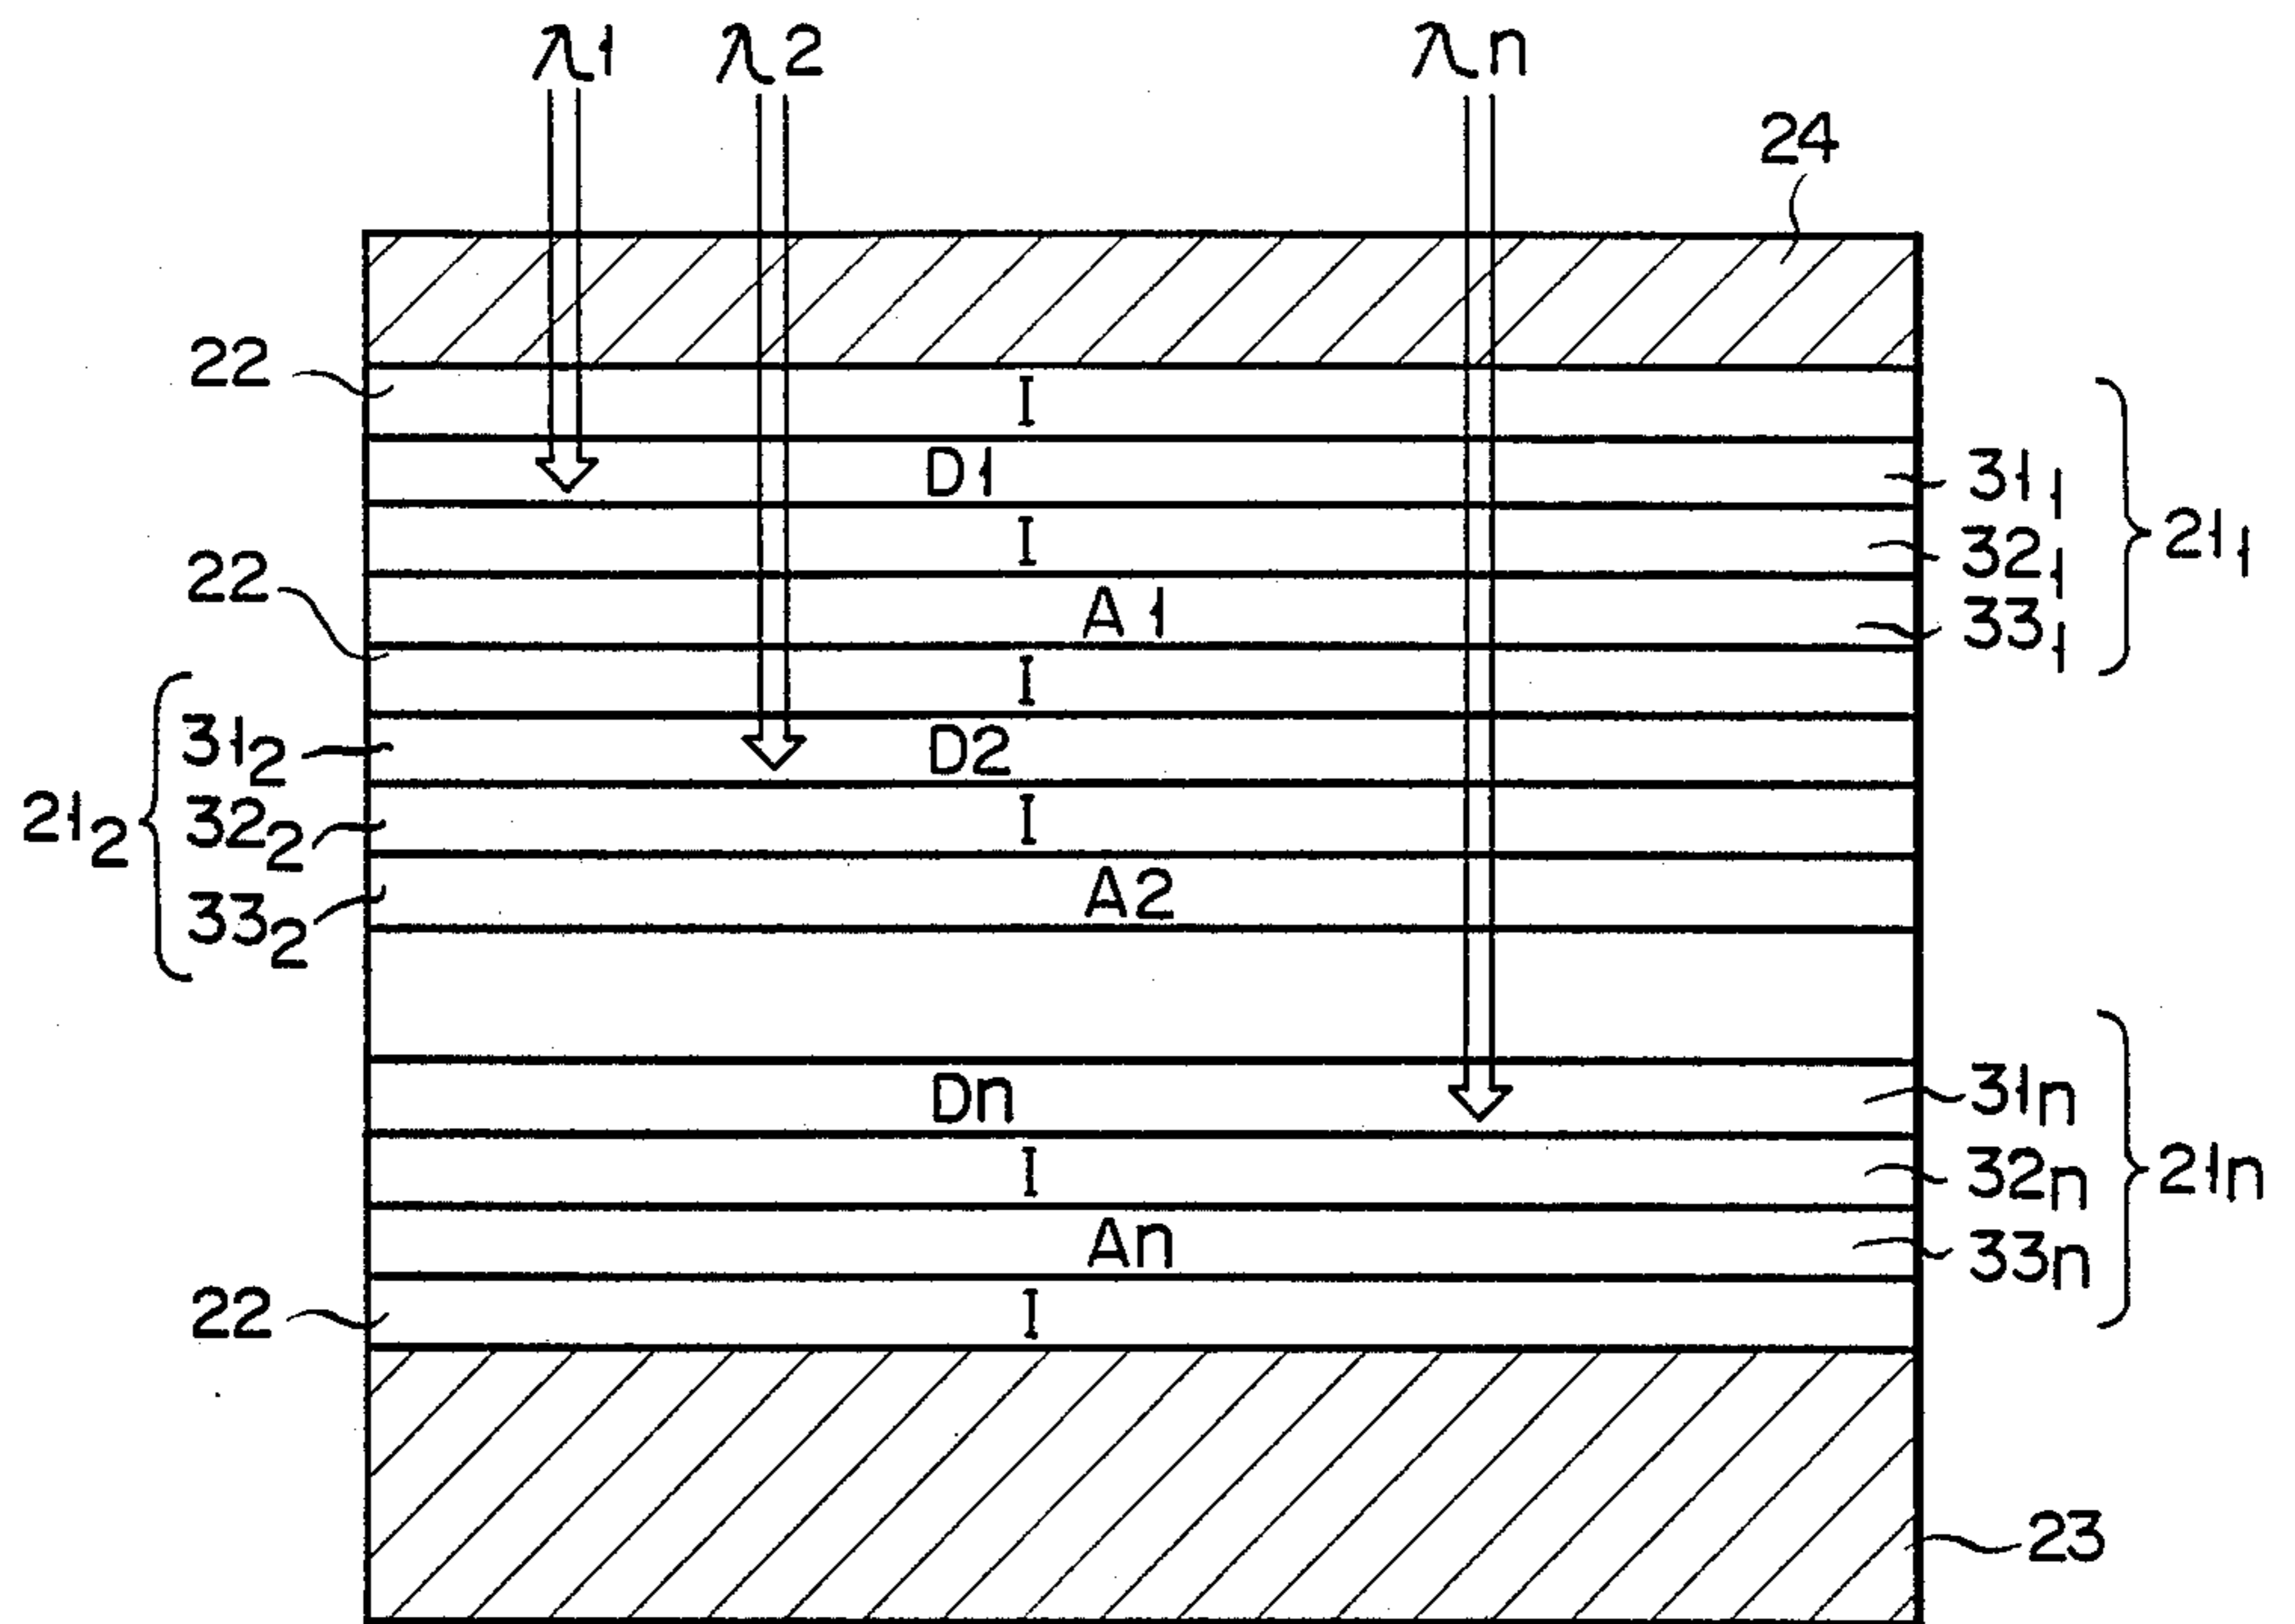 λ1 λ2 λn
24
22 I
D1 31₁
I 32₁ 21₁
22 A1 33₁
I
31₂ D2
21₂ 32₂ I
33₂ A2
Dn 31n
I 32n 21n
An 33n
22 I
23